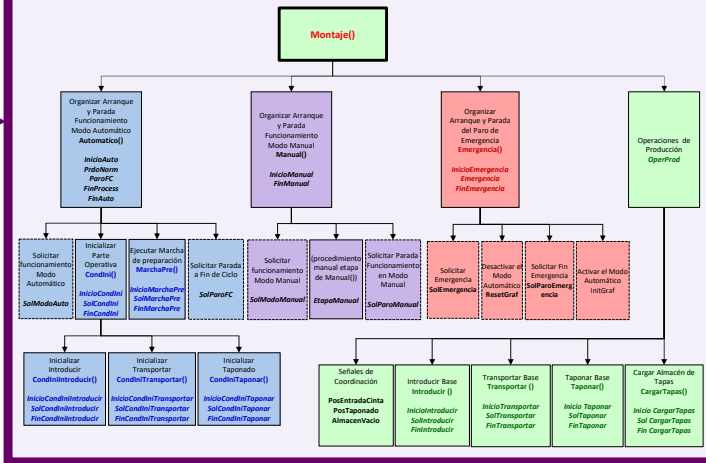 Montaje()
Organizar Arranque
y Parada
Funcionamiento
Modo Automático
Automatico()
InicioAuto
PrdaNorm
ParoFC
FinProcess
FinAuto
Organizar Arranque
y Parada
Funcionamiento
Modo Manual
Manual()
InicioManual
FinManual
Organizar
Arranque y Parada
del Paro de
Emergencia
Emergencia()
InicioEmergencia
Emergencia
FinEmergencia
Operaciones de
Producción
OperProd
Solicitar
funcionamiento
Modo
Automático
SolModoAuto
Inicializar
Parte
Operativa
CondIni()
InicioCondIni
SolCondIni
FinCondIni
Ejecutar Marcha
de preparación
MarchaPre()
InicioMarchaPre
SolMarchaPre
FinMarchaPre
Solicitar Parada
a Fin de Ciclo
SolParoFC
Solicitar
funcionamiento
Modo Manual
SolModoManual
(procedimiento
manual etapa
de Manual())
EtapaManual
Solicitar Parada
Funcionamiento
en Modo
Manual
SolParoManual
Solicitar
Emergencia
SolEmergencia
Desactivar el
Modo
Automático
ResetGraf
Solicitar Fin
Emergencia
SolParoEmerg
encia
Activar el Modo
Automático
initGraf
Inicializar
Introducir
CondIniIntroducir()
InicioCondIniIntroducir
SolCondIniIntroducir
FinCondIniIntroducir
Inicializar
Transportar
CondIniTransportar()
InicioCondIniTransportar
SolCondIniTransportar
FinCondIniTransportar
Inicializar
Taponado
CondIniTaponar()
InicioCondIniTaponar
SolCondIniTaponar
FinCondIniTaponar
Señales de
Coordinación
PosEntradaCinta
PosTaponado
AlmacenVacio
Introducir Base
Introducir ()
InicioIntroducir
SolIntroducir
FinIntroducir
Transportar Base
Transportar ()
InicioTransportar
SolTransportar
FinTransportar
Taponar Base
Taponar()
Inicio Taponar
SolTaponar
FinTaponar
Cargar Almacén de
Tapas
CargarTapas()
Inicio CargarTapas
Sol CargarTapas
Fin CargarTapas